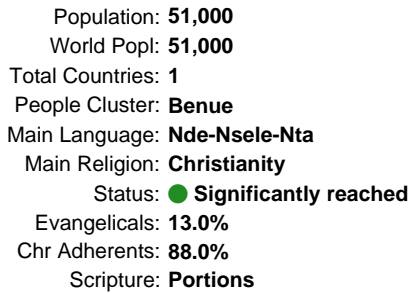 Population: 51,000
World Popl: 51,000
Total Countries: 1
People Cluster: Benue
Main Language: Nde-Nsele-Nta
Main Religion: Christianity
Status: Significantly reached
Evangelicals: 13.0%
Chr Adherents: 88.0%
Scripture: Portions